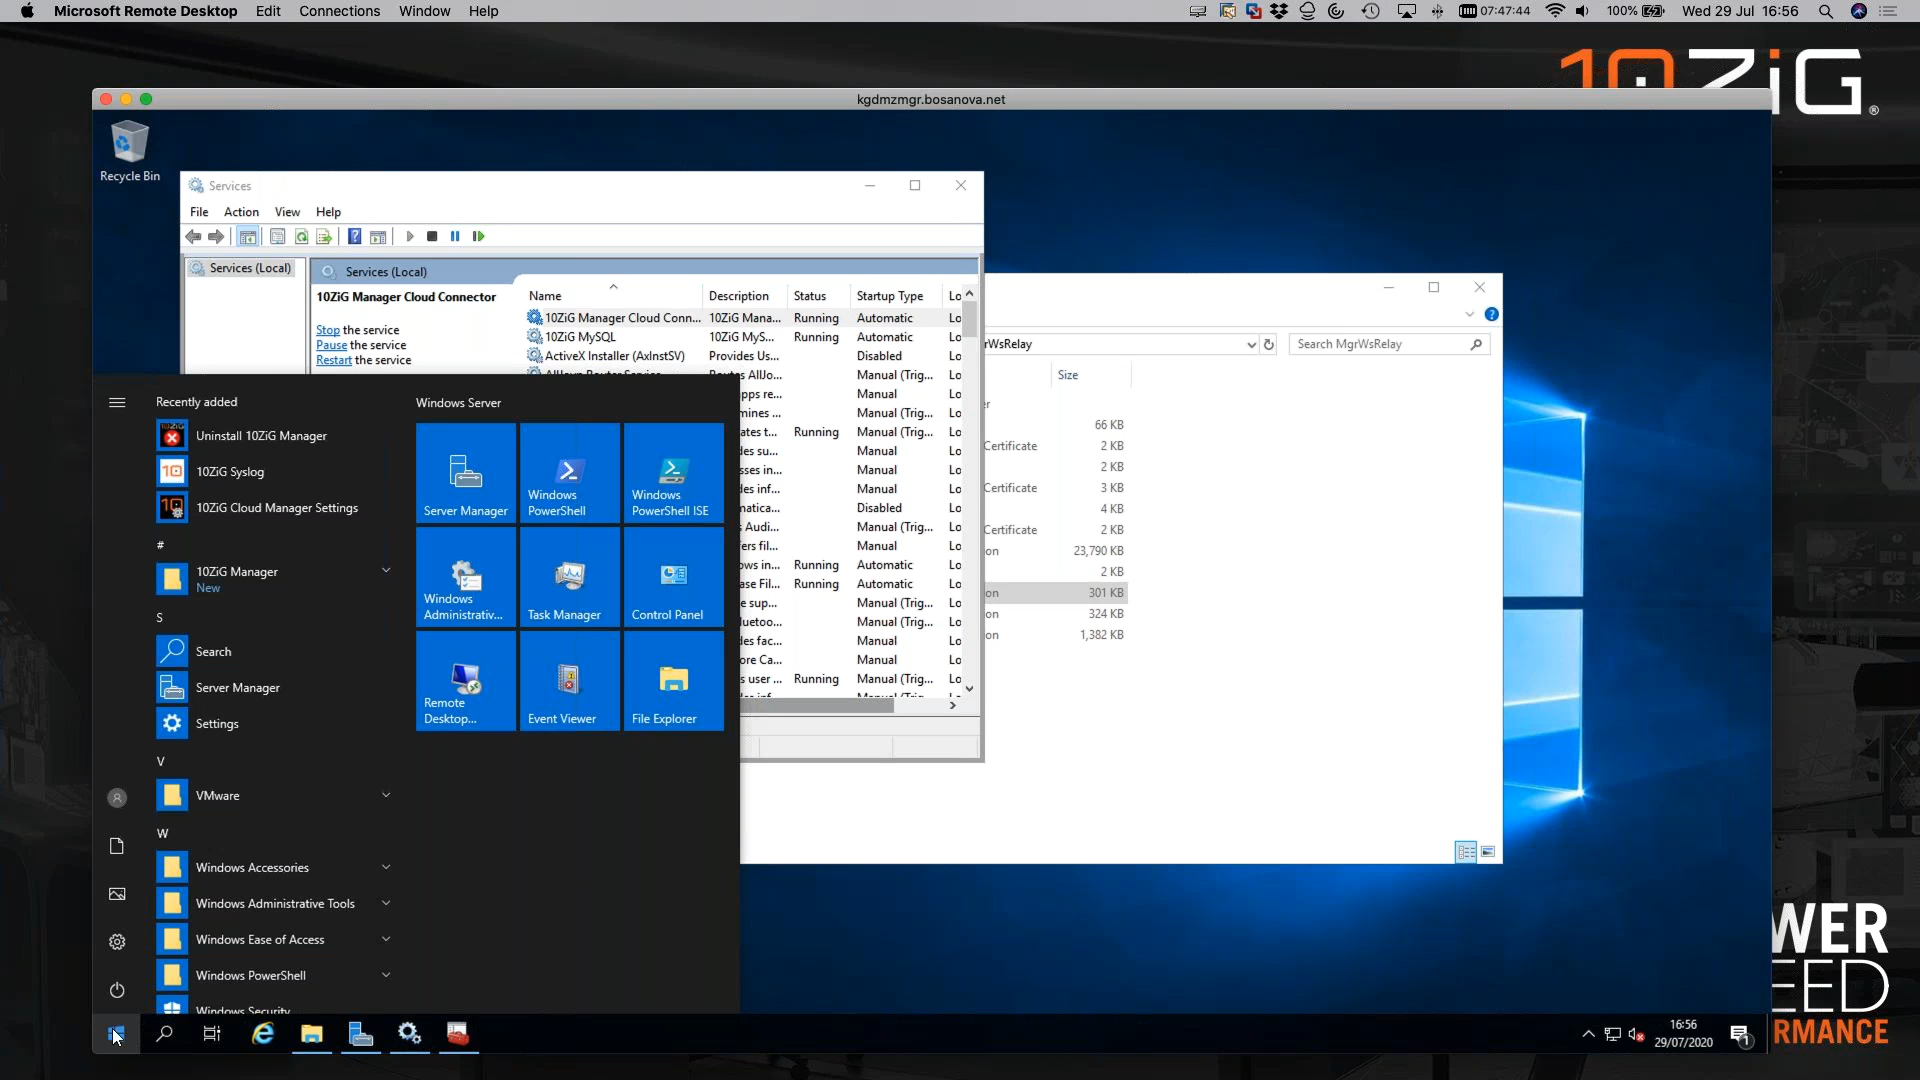 Microsoft Remote Desktop Edit Connections Window Help
07:47:44 100% Wed 29 Jul 16:56
10ZiG®
kgdmzmgr.bosanova.net
Recycle Bin
Services
File Action View Help
Services (Local)
Services (Local)
10ZiG Manager Cloud Connector
Stop the service
Pause the service
Restart the service
Name Description Status Startup Type Lo
10ZiG Manager Cloud Conn... 10ZiG Mana... Running Automatic Lo
10ZiG MySQL 10ZiG MyS... Running Automatic Lo
ActiveX Installer (AxInstSV) Provides Us... Disabled Lo
AllJoyn Router Service Routes AllJo... Manual (Trig... Lo
apps re... Manual Lo
mines ... Manual (Trig... Lo
ates t... Running Manual (Trig... Lo
des su... Manual Lo
sses in... Manual Lo
des inf... Manual Lo
matica... Disabled Lo
s Audi... Manual (Trig... Lo
fers fil... Manual Lo
ows in... Running Automatic Lo
ase Fil... Running Automatic Lo
e sup... Manual (Trig... Lo
luetoo... Manual (Trig... Lo
des fac... Manual Lo
ore Ca... Manual Lo
s user ... Running Manual (Trig... Lo
rWsRelay
Search MgrWsRelay
Size
er
66 KB
Certificate 2 KB
2 KB
Certificate 3 KB
4 KB
Certificate 2 KB
on 23,790 KB
2 KB
on 301 KB
on 324 KB
on 1,382 KB
Recently added
Uninstall 10ZiG Manager
10ZiG Syslog
10ZiG Cloud Manager Settings
#
10ZiG Manager
New
S
Search
Server Manager
Settings
V
VMware
W
Windows Accessories
Windows Administrative Tools
Windows Ease of Access
Windows PowerShell
Windows Security
Windows Server
Server Manager
Windows PowerShell
Windows PowerShell ISE
Windows Administrativ...
Task Manager
Control Panel
Remote Desktop...
Event Viewer
File Explorer
16:56
29/07/2020
1
WER
EED
RMANCE